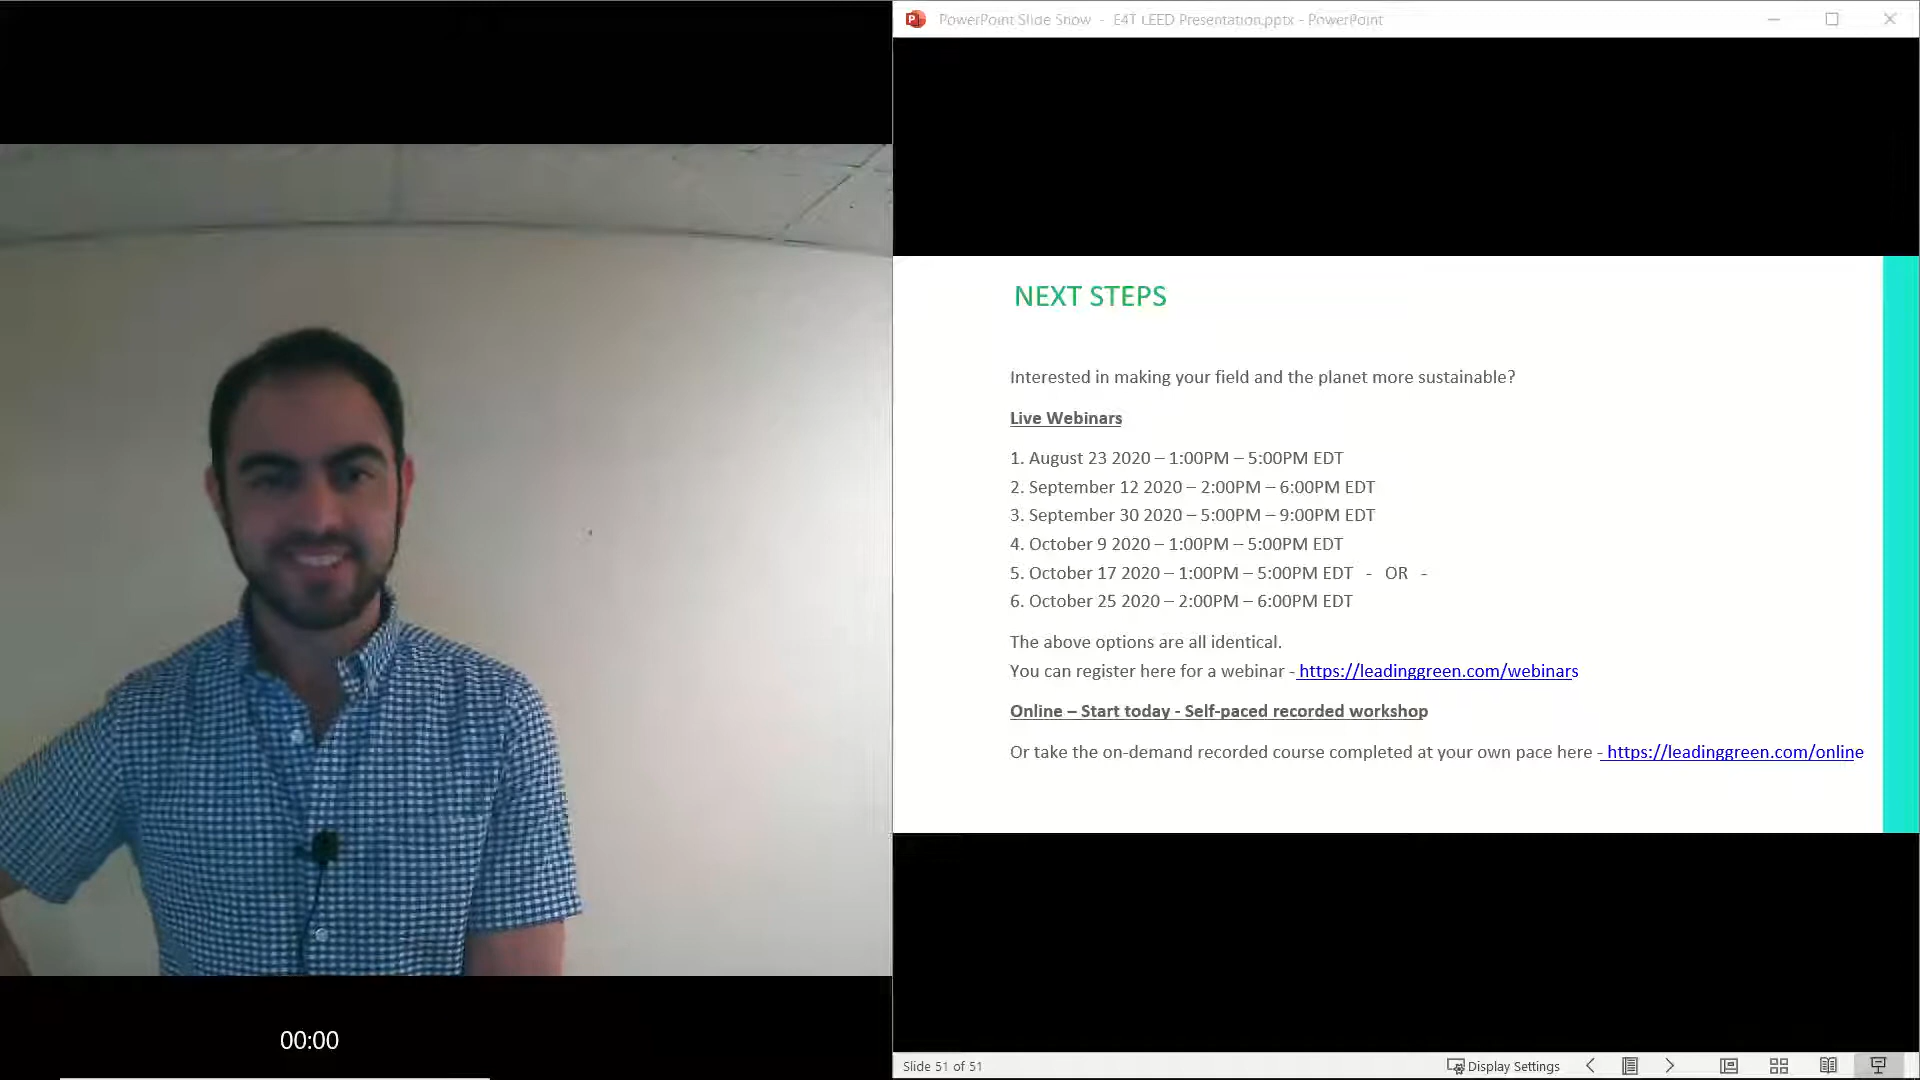 PowerPoint Slide Show - E4T LEED Presentation.pptx - PowerPoint
NEXT STEPS
Interested in making your field and the planet more sustainable?
Live Webinars
1. August 23 2020 – 1:00PM – 5:00PM EDT
2. September 12 2020 – 2:00PM – 6:00PM EDT
3. September 30 2020 – 5:00PM – 9:00PM EDT
4. October 9 2020 – 1:00PM – 5:00PM EDT
5. October 17 2020 – 1:00PM – 5:00PM EDT - OR -
6. October 25 2020 – 2:00PM – 6:00PM EDT
The above options are all identical.
You can register here for a webinar - https://leadinggreen.com/webinars
Online – Start today - Self-paced recorded workshop
Or take the on-demand recorded course completed at your own pace here - https://leadinggreen.com/online
00:00
Slide 51 of 51
Display Settings